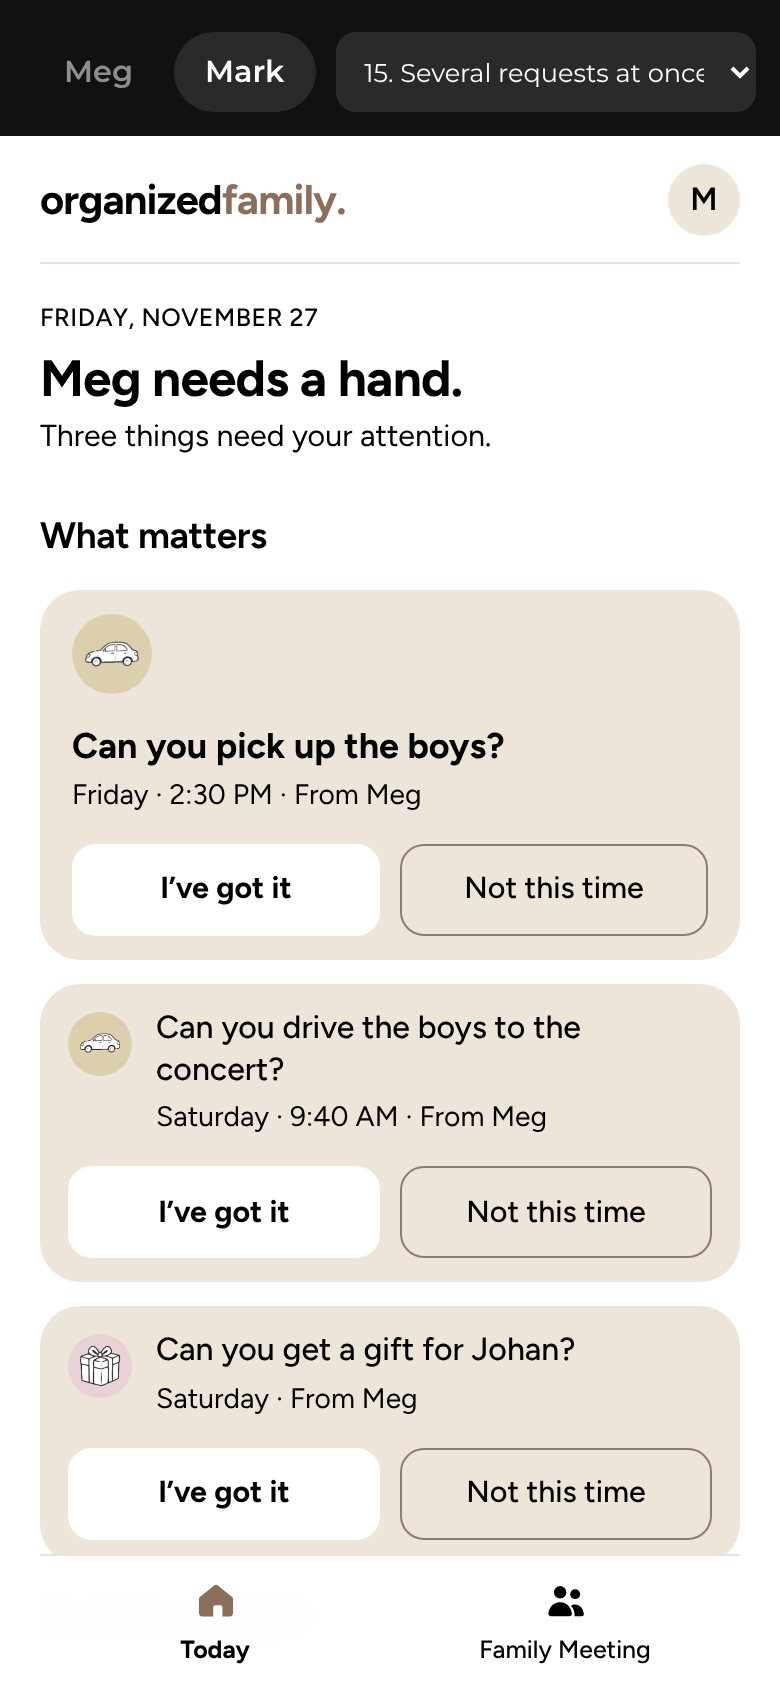 Meg
Mark
15. Several requests at once
organizedfamily.
M
FRIDAY, NOVEMBER 27
Meg needs a hand.
Three things need your attention.
What matters
Can you pick up the boys?
Friday · 2:30 PM · From Meg
I’ve got it
Not this time
Can you drive the boys to the
concert?
Saturday · 9:40 AM · From Meg
I’ve got it
Not this time
Can you get a gift for Johan?
Saturday · From Meg
I’ve got it
Not this time
Today
Family Meeting